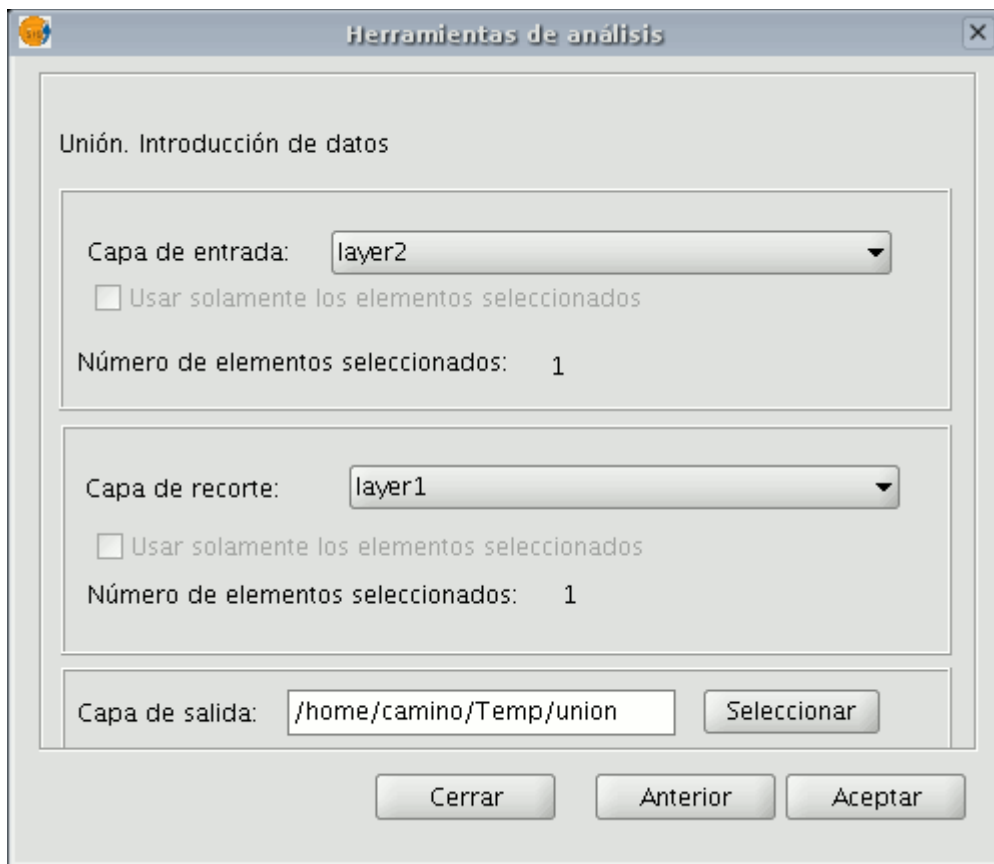 Herramientas de análisis
Unión. Introducción de datos
Capa de entrada: layer2
Usar solamente los elementos seleccionados
Número de elementos seleccionados: 1
Capa de recorte: layer1
Usar solamente los elementos seleccionados
Número de elementos seleccionados: 1
Capa de salida: /home/camino/Temp/union Seleccionar
Cerrar Anterior Aceptar